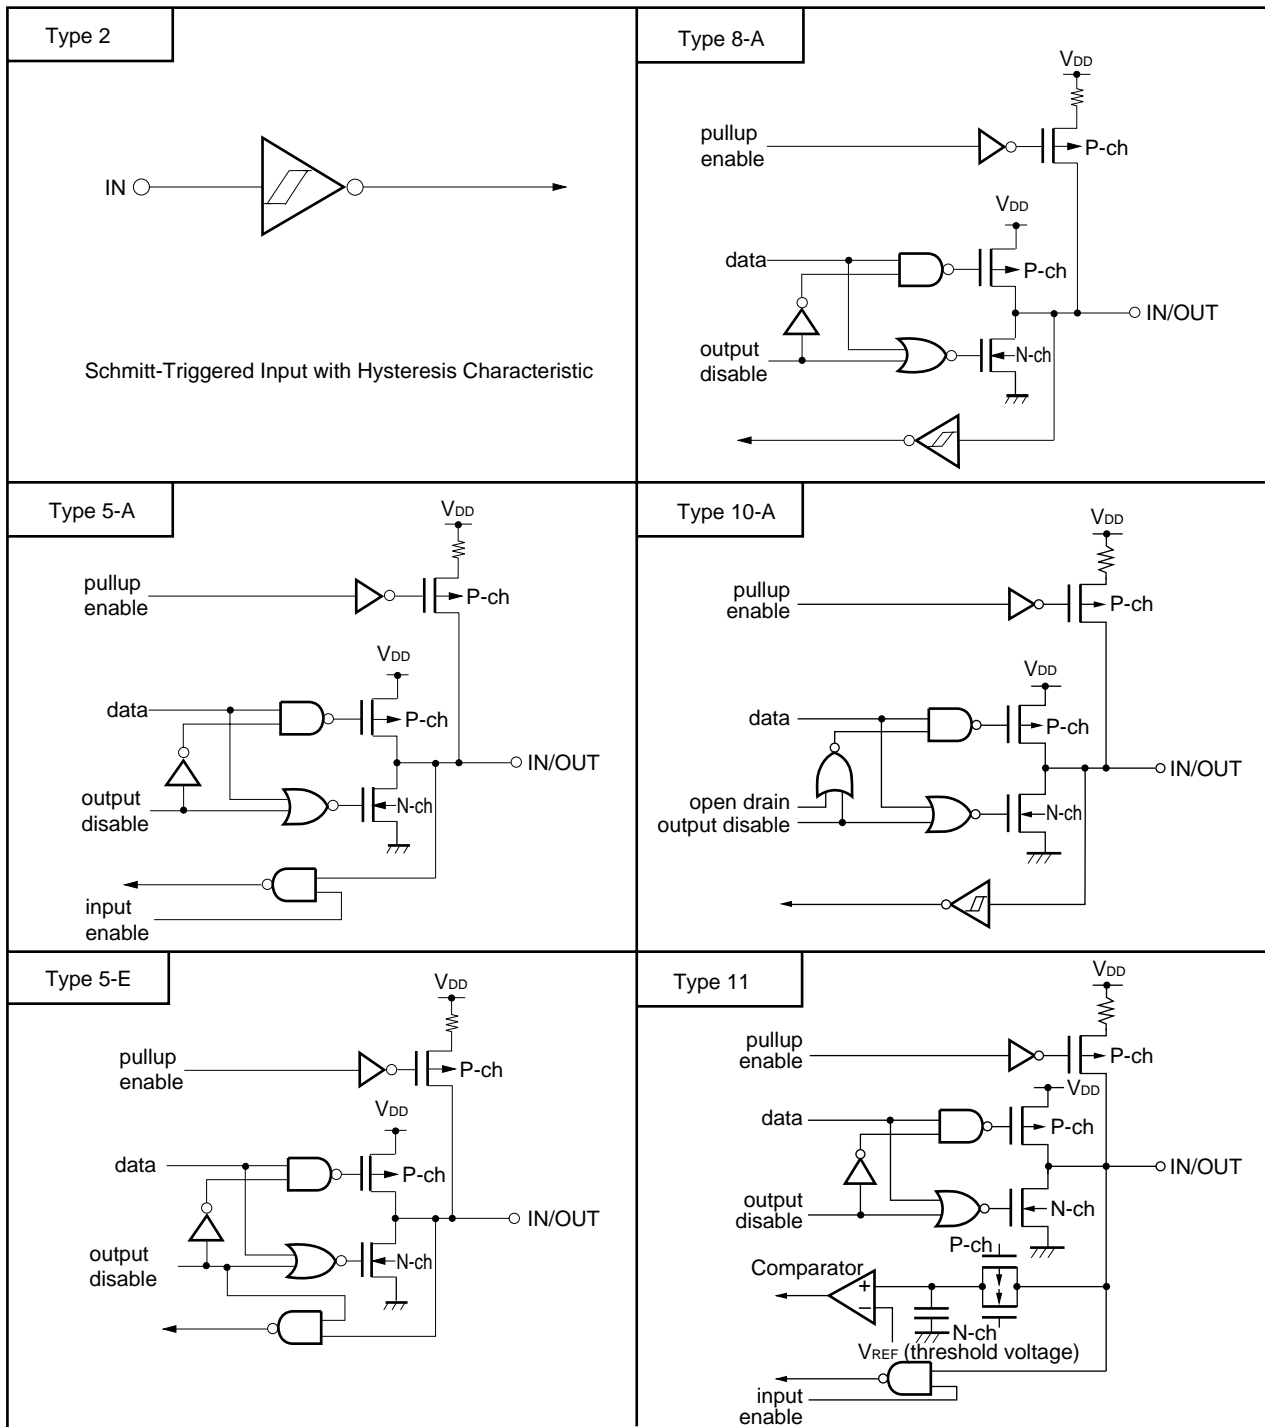 Type 2
IN
Schmitt-Triggered Input with Hysteresis Characteristic
Type 8-A
VDD
pullup
enable
P-ch
VDD
data
P-ch
IN/OUT
output
disable
N-ch
Type 5-A
VDD
pullup
enable
P-ch
VDD
data
P-ch
IN/OUT
output
disable
N-ch
input
enable
Type 10-A
VDD
pullup
enable
P-ch
VDD
data
P-ch
IN/OUT
open drain
output disable
N-ch
Type 5-E
VDD
pullup
enable
P-ch
VDD
data
P-ch
IN/OUT
output
disable
N-ch
Type 11
VDD
pullup
enable
P-ch
VDD
data
P-ch
IN/OUT
output
disable
N-ch
P-ch
Comparator
+
−
N-ch
VREF (threshold voltage)
input
enable